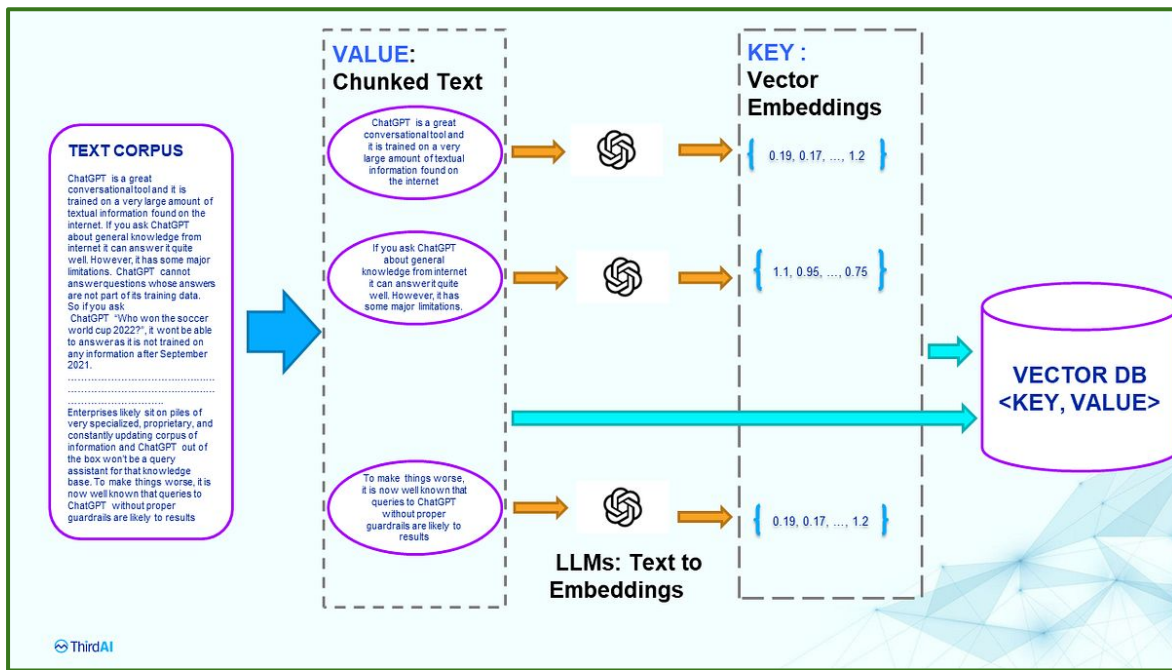 TEXT CORPUS
ChatGPT is a great
conversational tool and it is
trained on a very large amount of
textual information found on the
internet. If you ask ChatGPT
about general knowledge from
internet it can answer it quite
well. However, it has some major
limitations. ChatGPT cannot
answer questions whose answers
are not part of its training data.
So if you ask
ChatGPT “Who won the soccer
world cup 2022?”, it wont be able
to answer as it is not trained on
any information after September
2021.
……………………………………..
……………………………………..
………………………..
Enterprises likely sit on piles of
very specialized, proprietary, and
constantly updating corpus of
information and ChatGPT out of
the box won’t be a query
assistant for that knowledge
base. To make things worse, it is
now well known that queries to
ChatGPT without proper
guardrails are likely to results
VALUE:
Chunked Text
ChatGPT is a great
conversational tool and
it is trained on a very
large amount of textual
information found on
the internet
If you ask ChatGPT
about general
knowledge from internet
it can answer it quite
well. However, it has
some major limitations.
To make things worse,
it is now well known that
queries to ChatGPT
without proper
guardrails are likely to
results
LLMs: Text to
Embeddings
KEY :
Vector
Embeddings
{ 0.19, 0.17, ..., 1.2 }
{ 1.1, 0.95, ..., 0.75 }
{ 0.19, 0.17, ..., 1.2 }
VECTOR DB
<KEY, VALUE>
ThirdAI